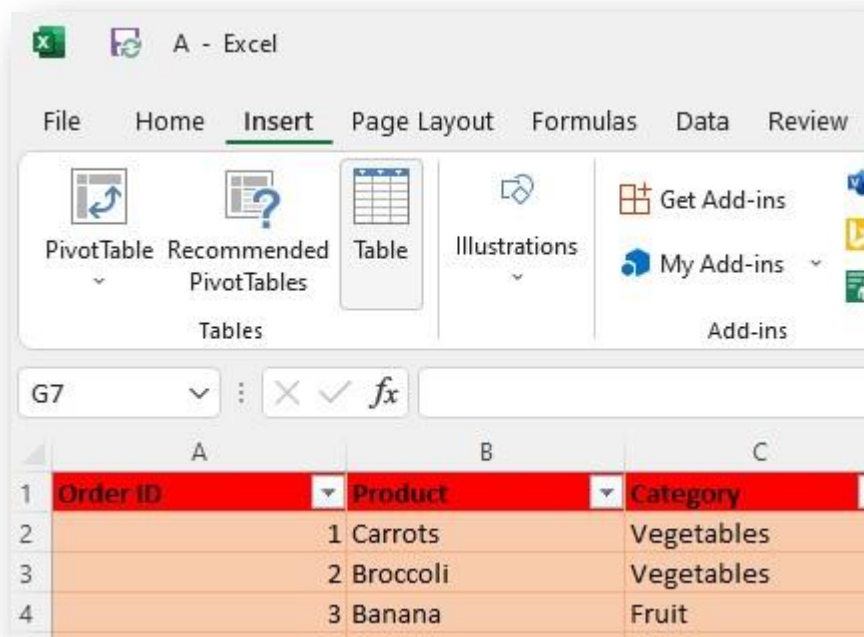 A - Excel
File Home Insert Page Layout Formulas Data Review
PivotTable
Recommended
PivotTables
Table
Illustrations
Get Add-ins
My Add-ins
Tables
Add-ins
G7
fx
A B C
1 Order ID Product Category
2 1 Carrots Vegetables
3 2 Broccoli Vegetables
4 3 Banana Fruit